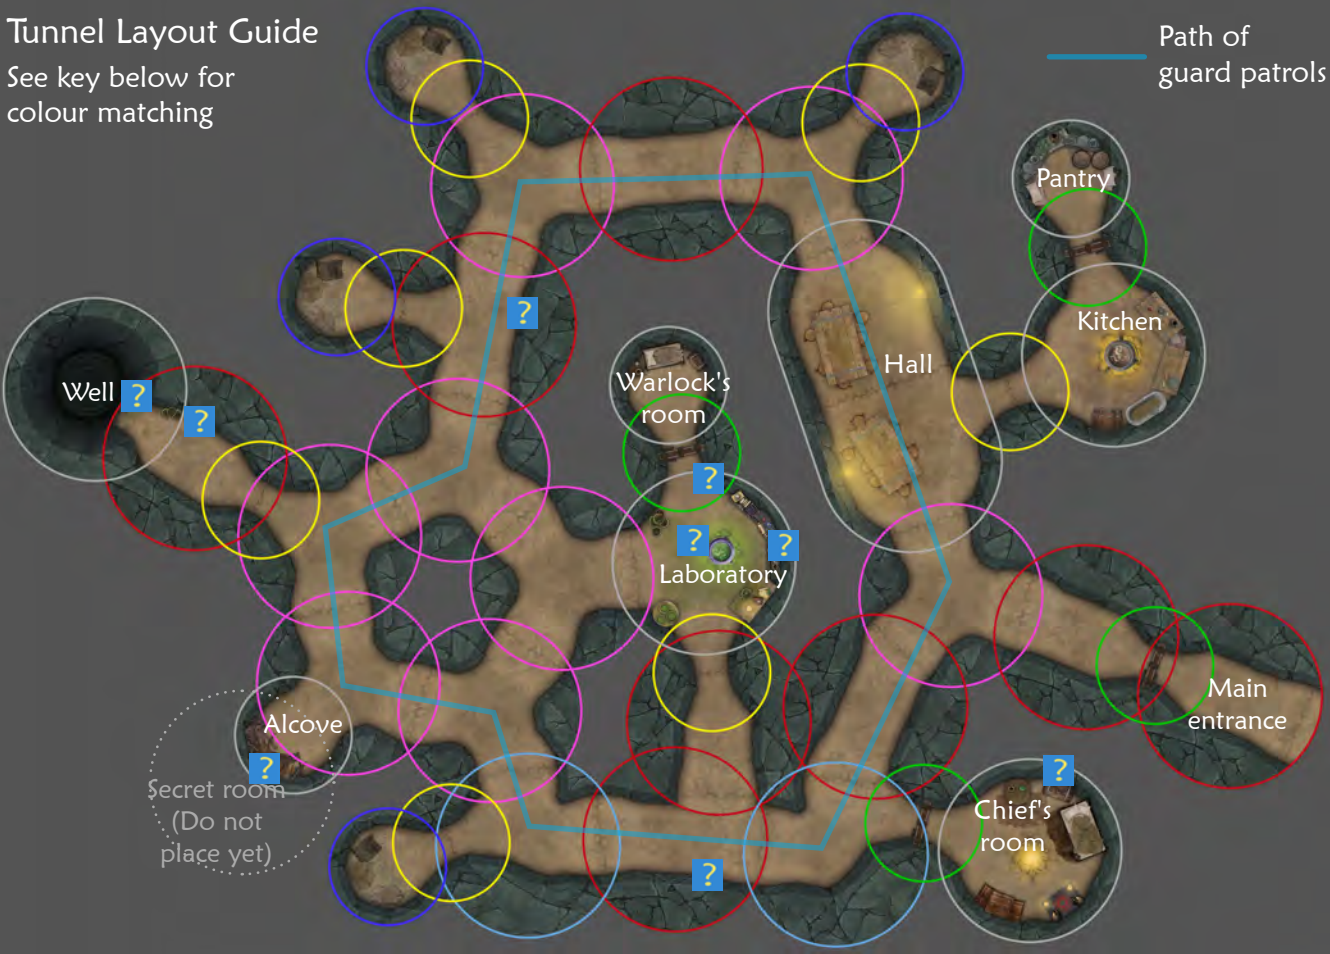 Tunnel Layout Guide
See key below for
colour matching
Path of
guard patrols
Pantry
Kitchen
Hall
Warlock's
room
Well
?
?
?
?
?
?
Laboratory
Main
entrance
Alcove
?
Secret room
(Do not
place yet)
?
Chief's
room
?